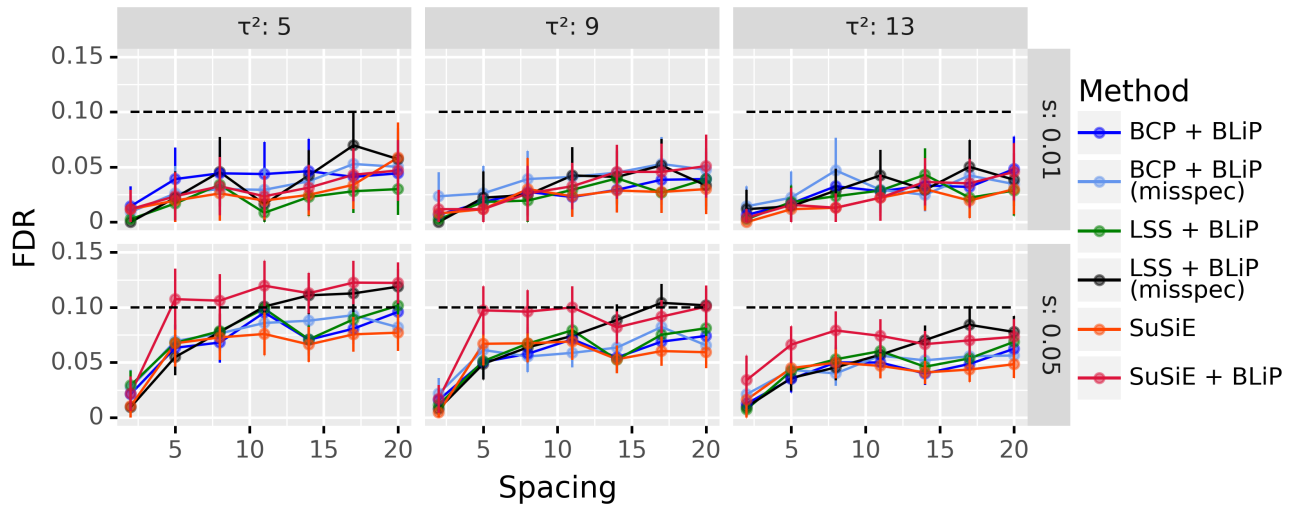 τ²: 5
τ²: 9
τ²: 13
0.15
0.10
0.05
0
s: 0.01
0.15
0.10
0.05
0
s: 0.05
FDR
5
10
15
20
5
10
15
20
5
10
15
20
Spacing
Method
BCP + BLiP
BCP + BLiP
(misspec)
LSS + BLiP
LSS + BLiP
(misspec)
SuSiE
SuSiE + BLiP